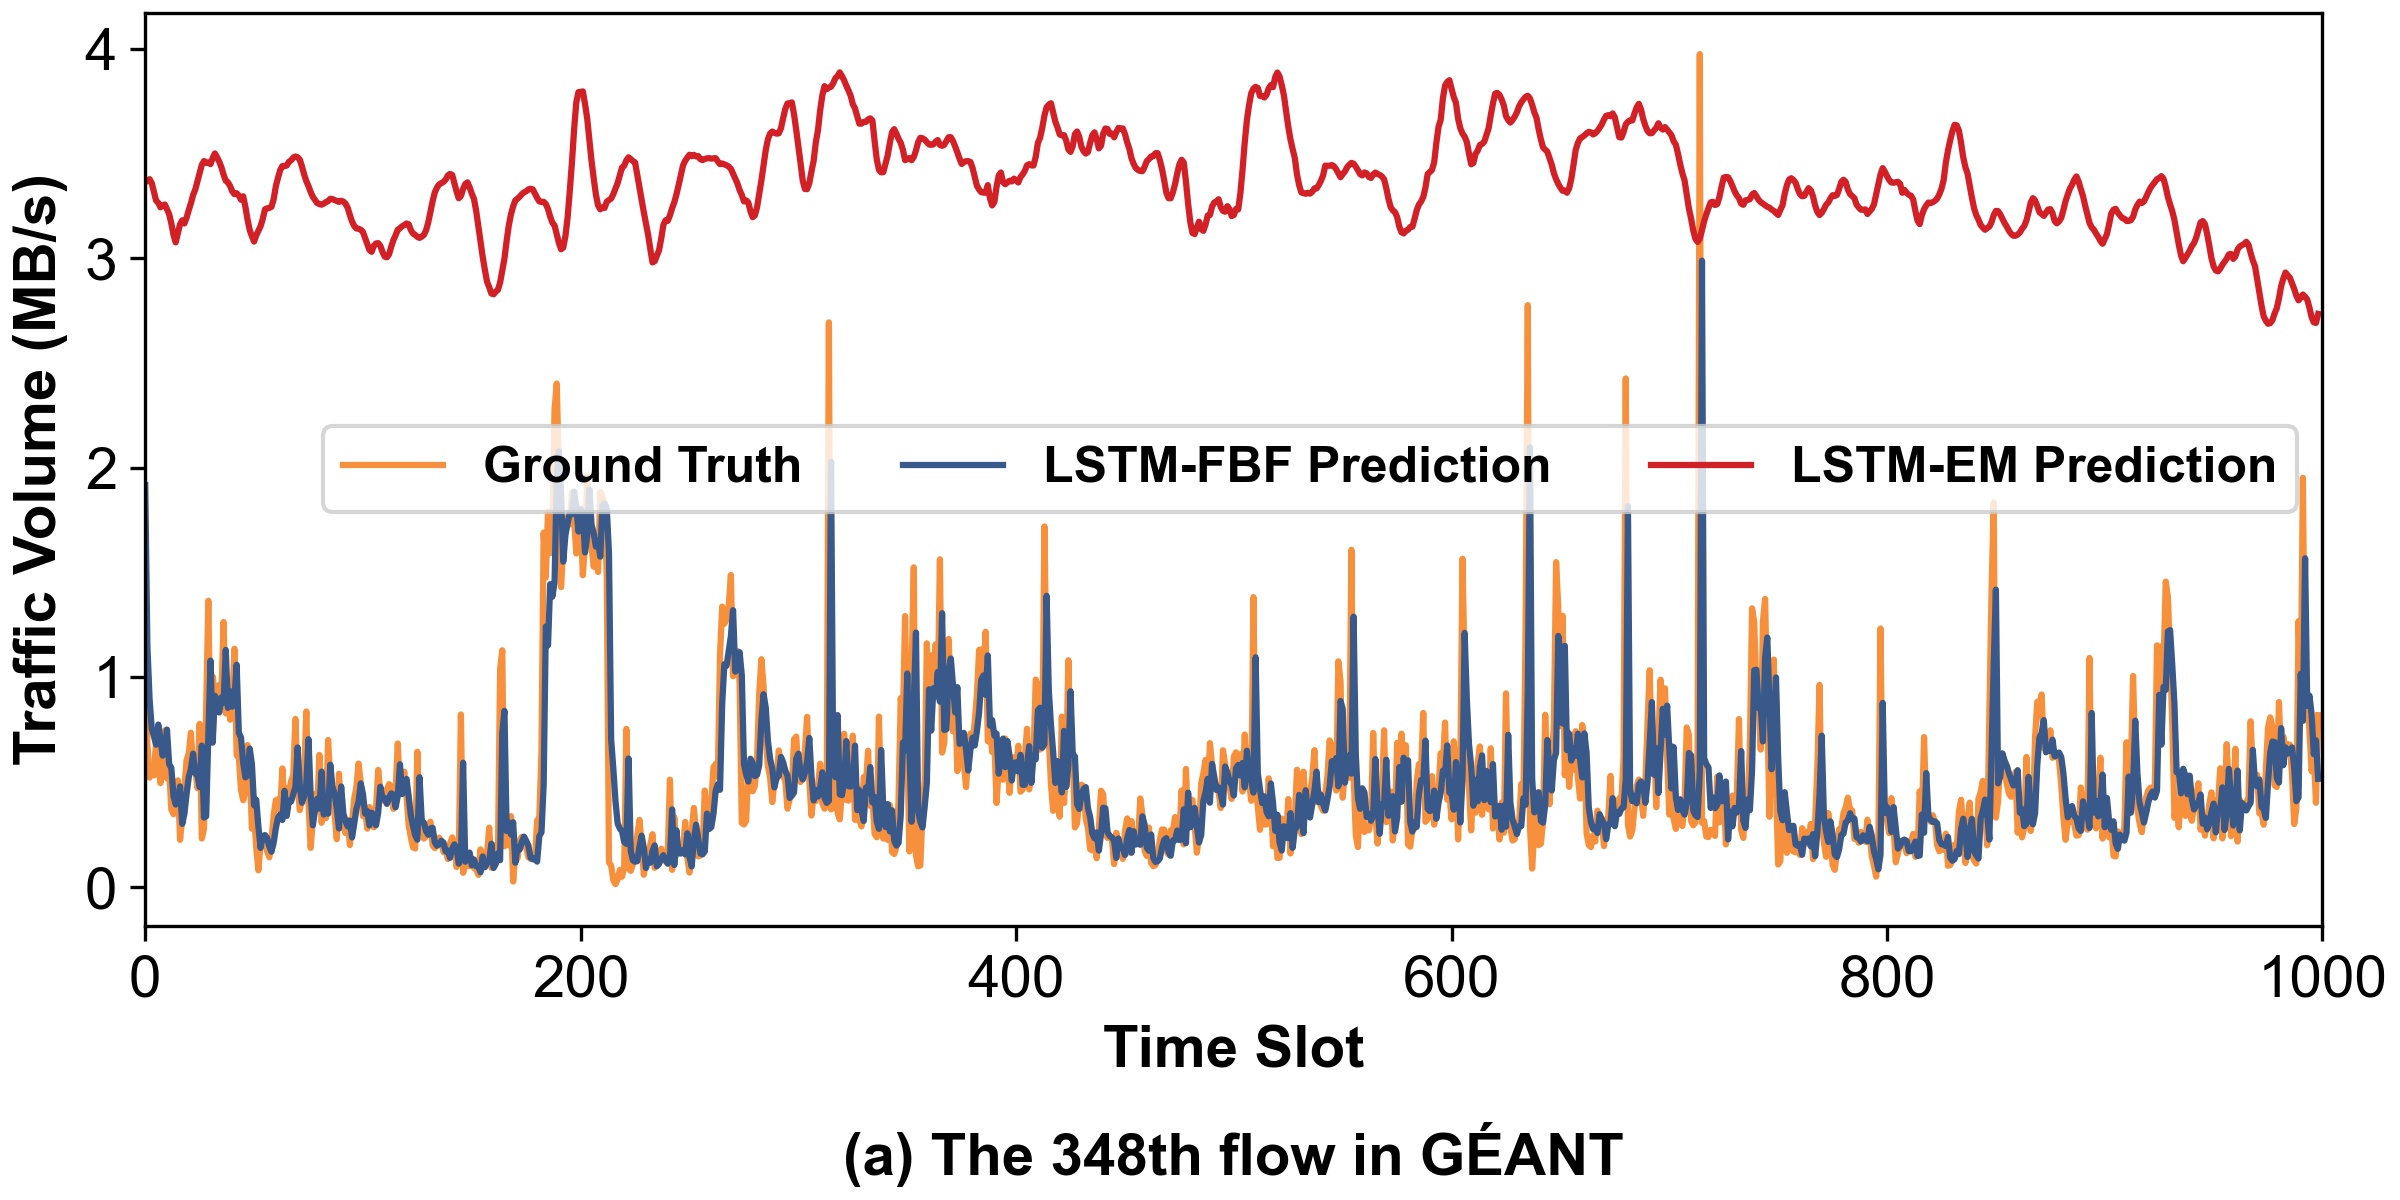 Traffic Volume (MB/s)
4
3
2
1
0
Ground Truth LSTM-FBF Prediction LSTM-EM Prediction
0 200 400 600 800 1000
Time Slot
(a) The 348th flow in GÉANT